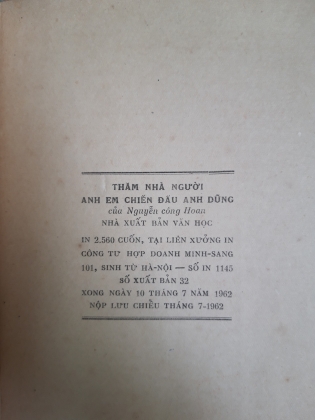 THĂM NHÀ NGƯỜI
ANH EM CHIẾN ĐẤU ANH DŨNG
của Nguyễn công Hoan
NHÀ XUẤT BẢN VĂN HỌC
IN 2.560 CUỐN, TẠI LIÊN XƯỞNG IN
CÔNG TƯ HỢP DOANH MINH-SANG
101, SINH TỪ HÀ-NỘI — SỐ IN 1145
SỐ XUẤT BẢN 32
XONG NGÀY 10 THÁNG 7 NĂM 1962
NỘP LƯU CHIỂU THÁNG 7-1962